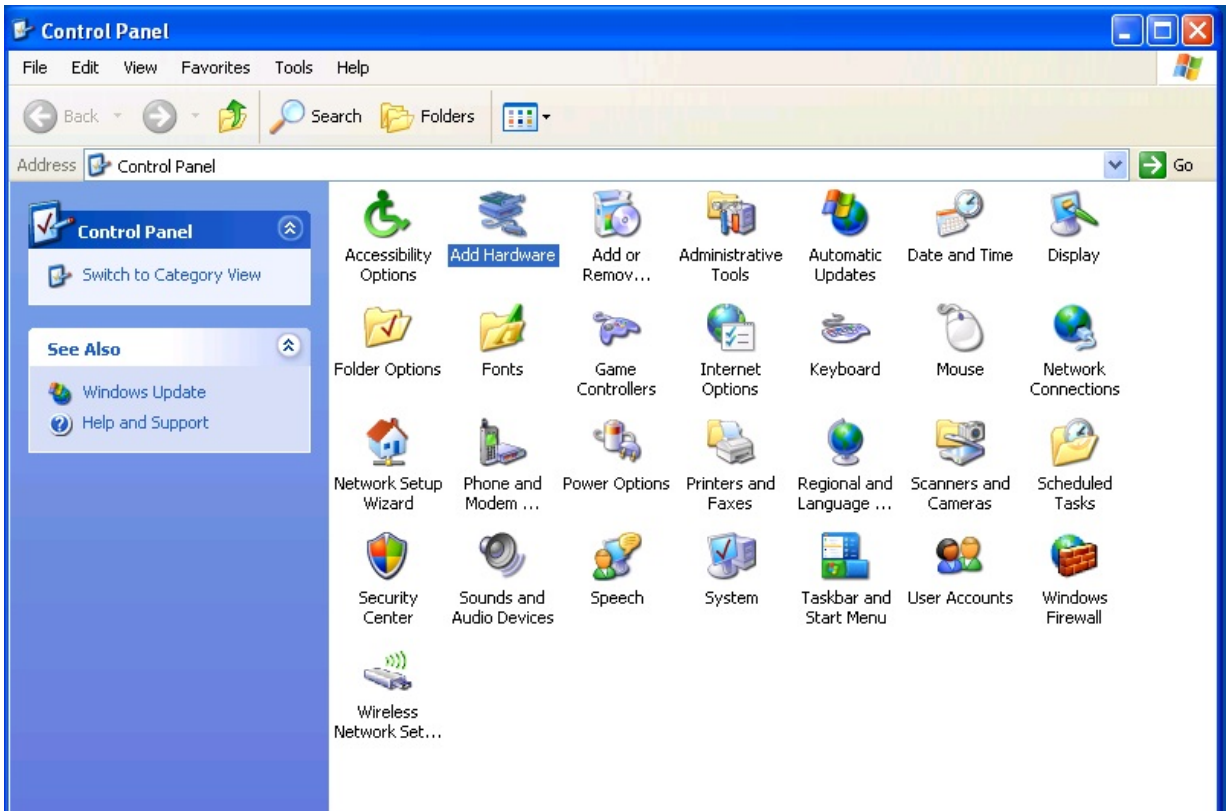 Control Panel
File Edit View Favorites Tools Help
Back Search Folders
Address Control Panel Go
Control Panel
Switch to Category View
See Also
Windows Update
Help and Support
Accessibility Options
Add Hardware
Add or Remov...
Administrative Tools
Automatic Updates
Date and Time
Display
Folder Options
Fonts
Game Controllers
Internet Options
Keyboard
Mouse
Network Connections
Network Setup Wizard
Phone and Modem ...
Power Options
Printers and Faxes
Regional and Language ...
Scanners and Cameras
Scheduled Tasks
Security Center
Sounds and Audio Devices
Speech
System
Taskbar and Start Menu
User Accounts
Windows Firewall
Wireless Network Set...